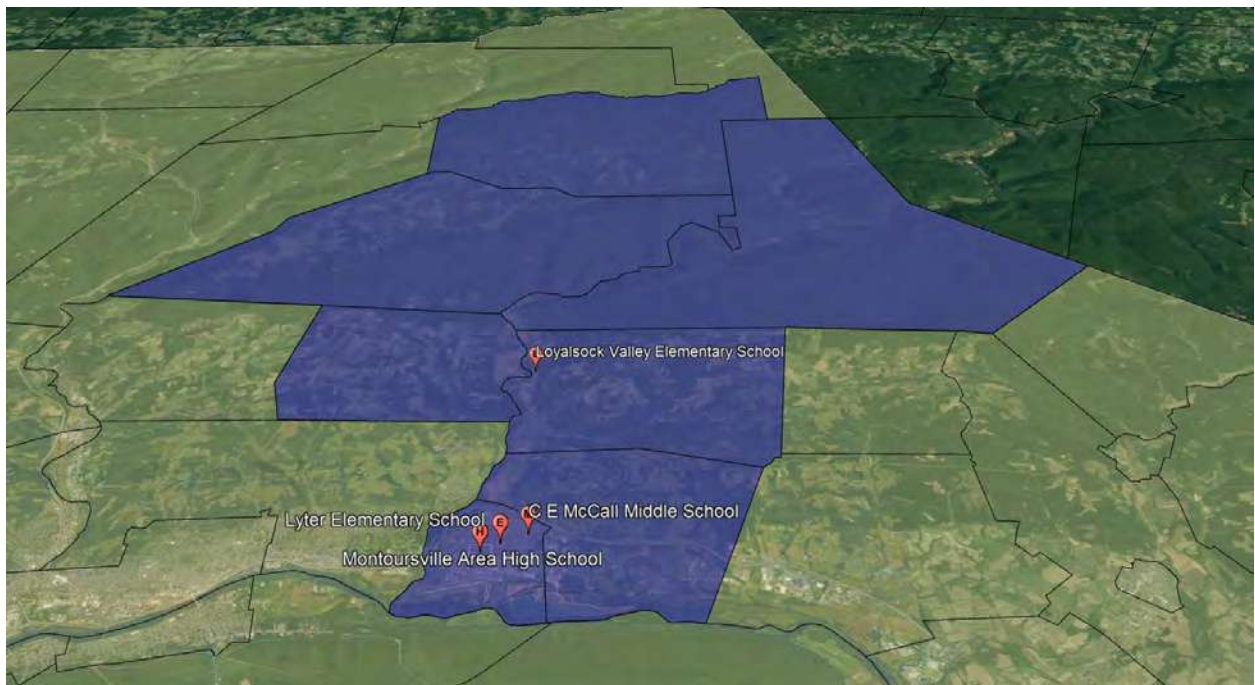 Loyalsock Valley Elementary School
C E McCall Middle School
Lyter Elementary School
E
H
Montoursville Area High School